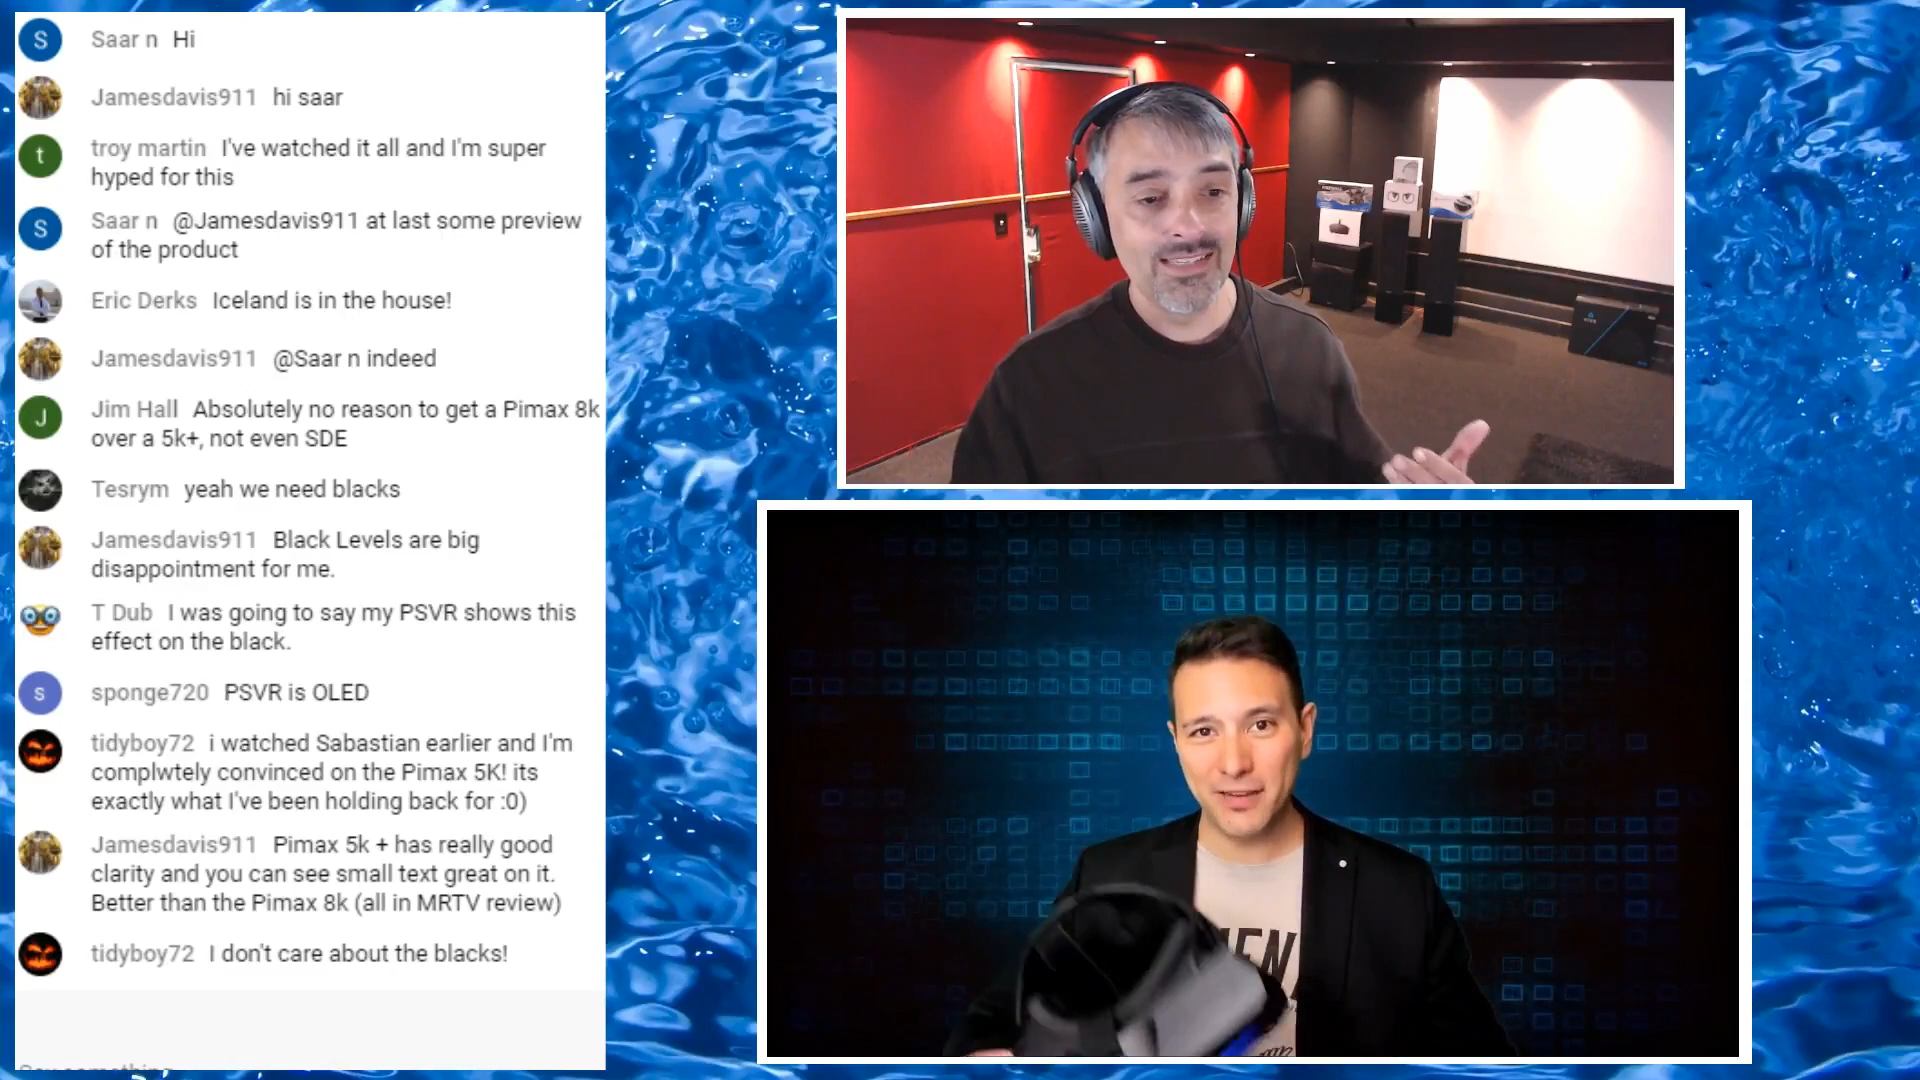 S Saar n Hi
Jamesdavis911 hi saar
t troy martin I've watched it all and I'm super
hyped for this
S Saar n @Jamesdavis911 at last some preview
of the product
Eric Derks Iceland is in the house!
Jamesdavis911 @Saar n indeed
J Jim Hall Absolutely no reason to get a Pimax 8k
over a 5k+, not even SDE
Tesrym yeah we need blacks
Jamesdavis911 Black Levels are big
disappointment for me.
T Dub I was going to say my PSVR shows this
effect on the black.
s sponge720 PSVR is OLED
tidyboy72 i watched Sabastian earlier and I'm
complwtely convinced on the Pimax 5K! its
exactly what I've been holding back for :0)
Jamesdavis911 Pimax 5k + has really good
clarity and you can see small text great on it.
Better than the Pimax 8k (all in MRTV review)
tidyboy72 I don't care about the blacks!